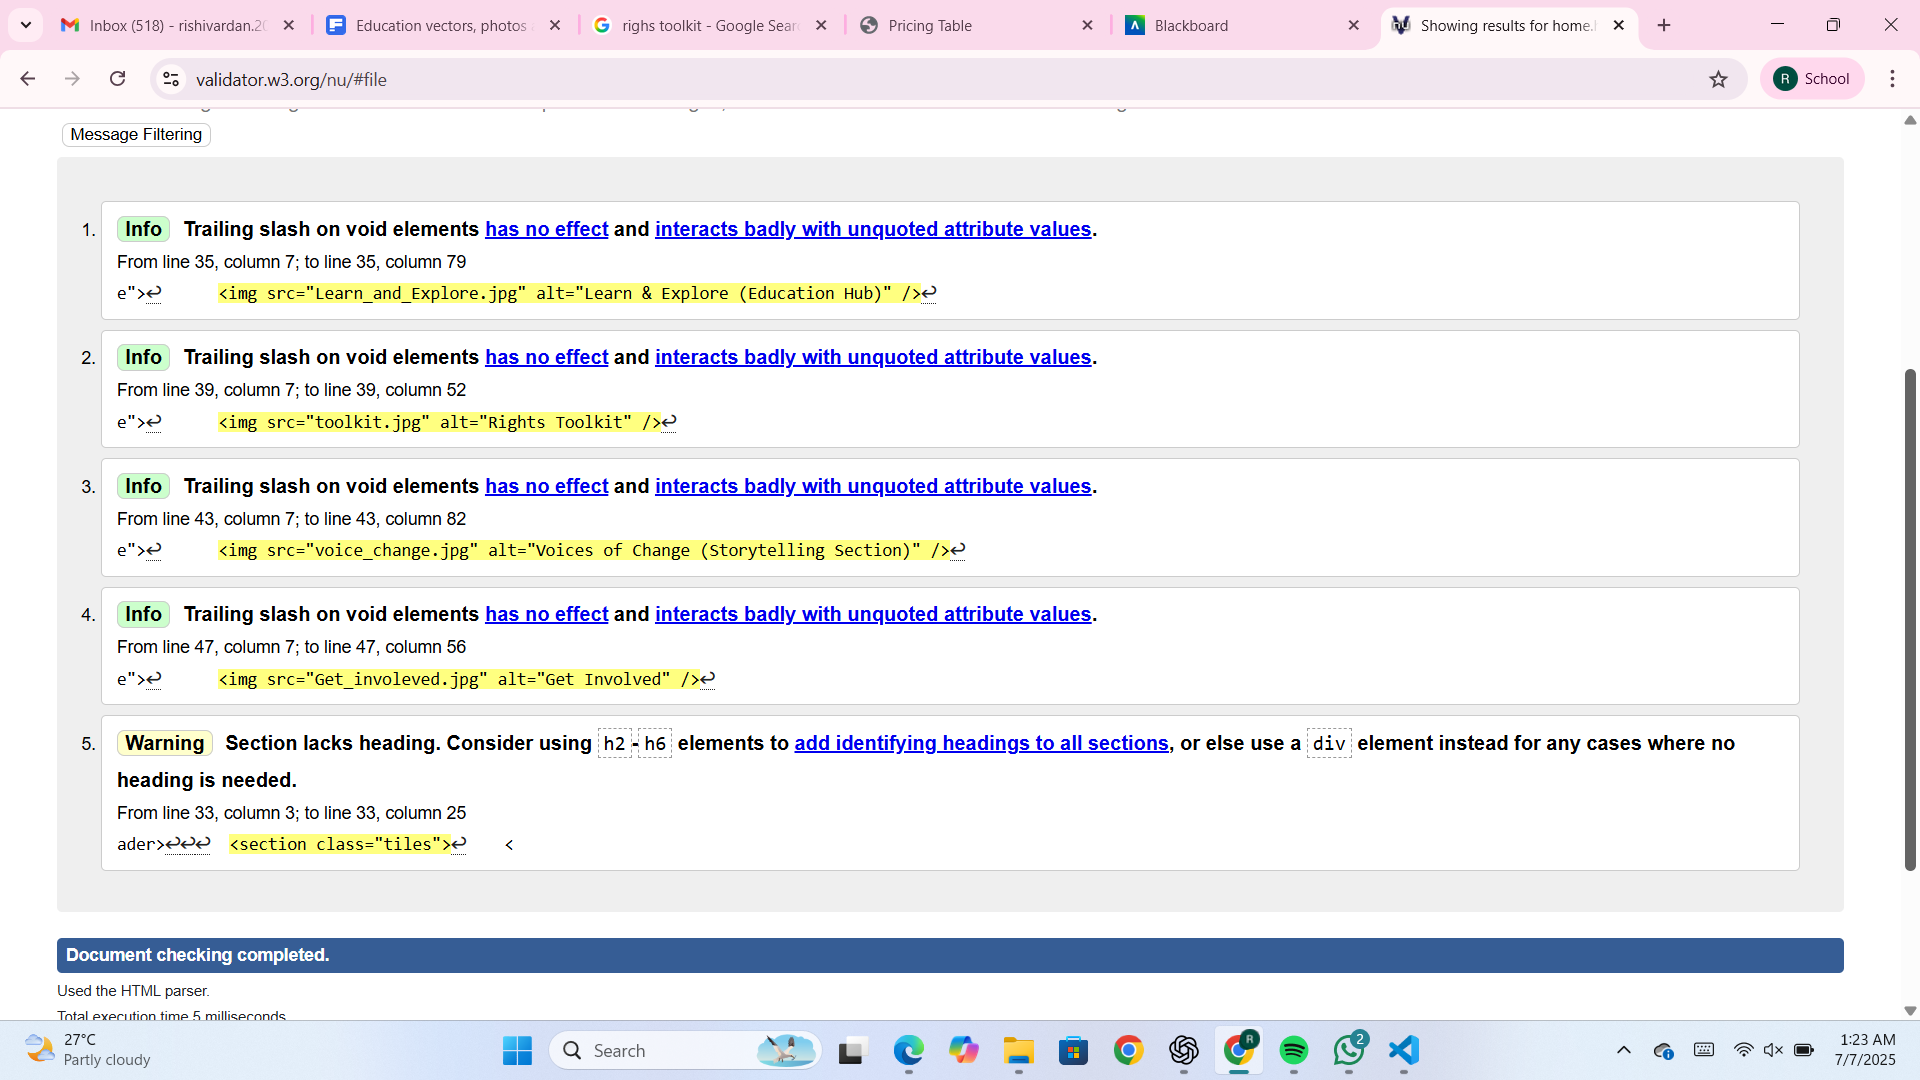 Inbox (518) - rishivardan.20
Education vectors, photos a
righs toolkit - Google Sear
Pricing Table
Blackboard
Showing results for home.
validator.w3.org/nu/#file
R School
Message Filtering
1. Info Trailing slash on void elements has no effect and interacts badly with unquoted attribute values.
From line 35, column 7; to line 35, column 79
e">↩ <img src="Learn_and_Explore.jpg" alt="Learn & Explore (Education Hub)" />↩
2. Info Trailing slash on void elements has no effect and interacts badly with unquoted attribute values.
From line 39, column 7; to line 39, column 52
e">↩ <img src="toolkit.jpg" alt="Rights Toolkit" />↩
3. Info Trailing slash on void elements has no effect and interacts badly with unquoted attribute values.
From line 43, column 7; to line 43, column 82
e">↩ <img src="voice_change.jpg" alt="Voices of Change (Storytelling Section)" />↩
4. Info Trailing slash on void elements has no effect and interacts badly with unquoted attribute values.
From line 47, column 7; to line 47, column 56
e">↩ <img src="Get_involeved.jpg" alt="Get Involved" />↩
5. Warning Section lacks heading. Consider using h2-h6 elements to add identifying headings to all sections, or else use a div element instead for any cases where no
heading is needed.
From line 33, column 3; to line 33, column 25
ader>↩↩↩ <section class="tiles">↩ <
Document checking completed.
Used the HTML parser.
Total execution time 5 milliseconds.
27°C
Partly cloudy
Search
R
2
1:23 AM
7/7/2025